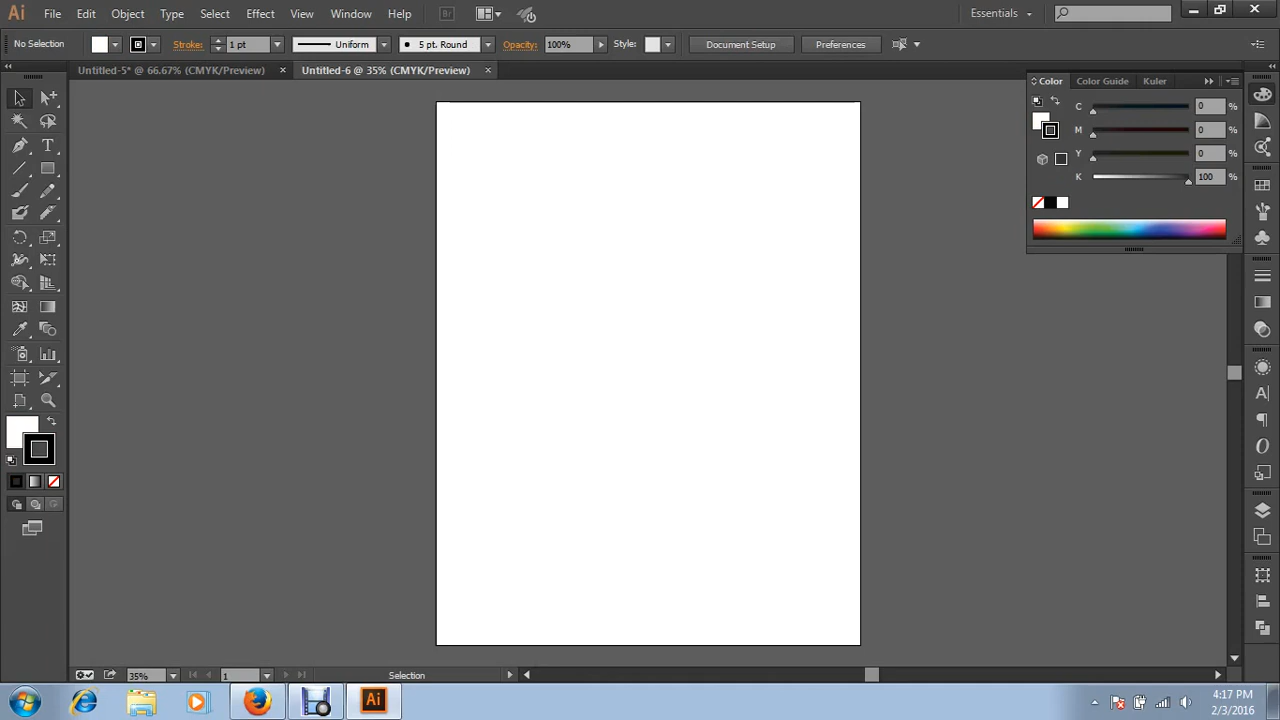 Ai File Edit Object Type Select Effect View Window Help Br Essentials
No Selection Stroke: 1 pt Uniform 5 pt. Round Opacity: 100% Style: Document Setup Preferences
Untitled-5* @ 66.67% (CMYK/Preview) × Untitled-6 @ 35% (CMYK/Preview) ×
Color Color Guide Kuler
C 0 %
M 0 %
Y 0 %
K 100 %
35% 1 Selection
Ai
4:17 PM
2/3/2016